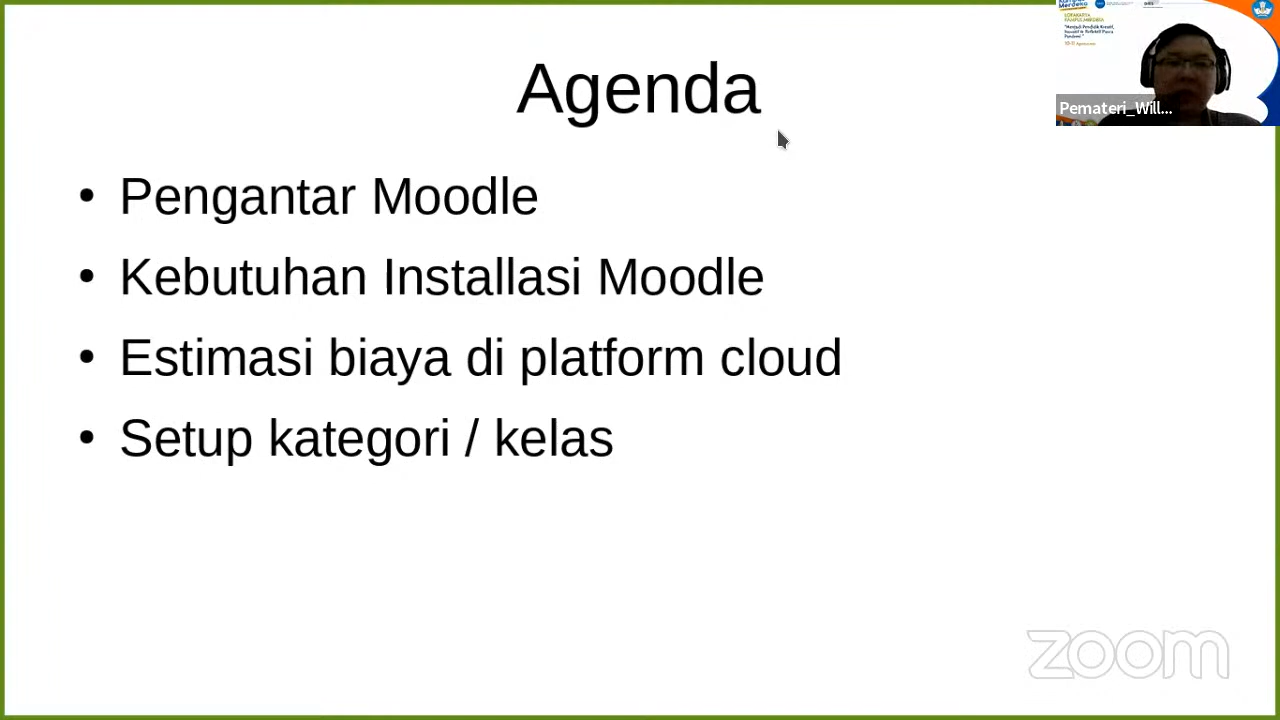 Agenda
• Pengantar Moodle
• Kebutuhan Installasi Moodle
• Estimasi biaya di platform cloud
• Setup kategori / kelas
Pemateri_Will...
zoom